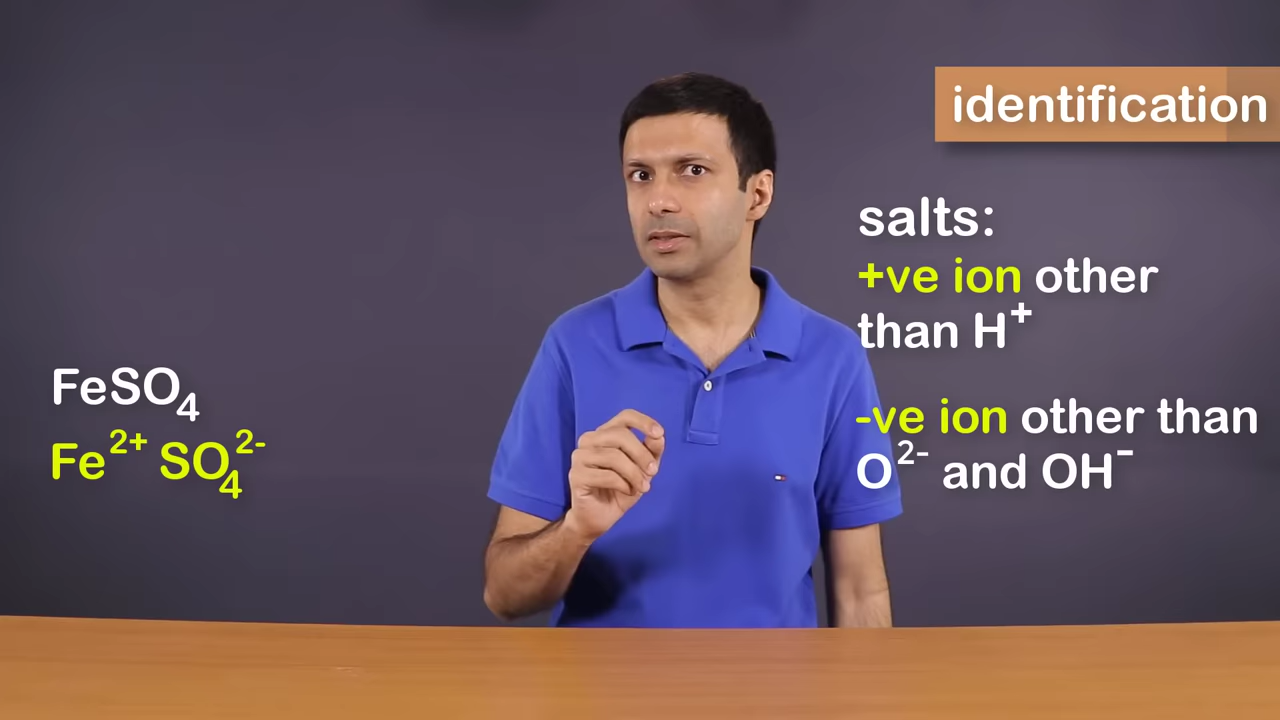 identification
salts:
+ve ion other
than H⁺
-ve ion other than
O²⁻ and OH⁻
FeSO₄
Fe²⁺ SO₄²⁻